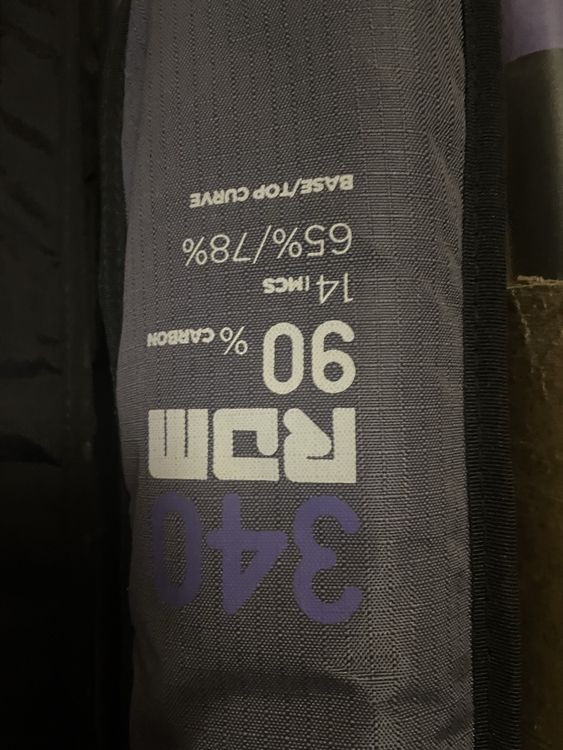 340
RDM
90 % CARBON
14 IMCS
65%/78%
BASE/TOP CURVE